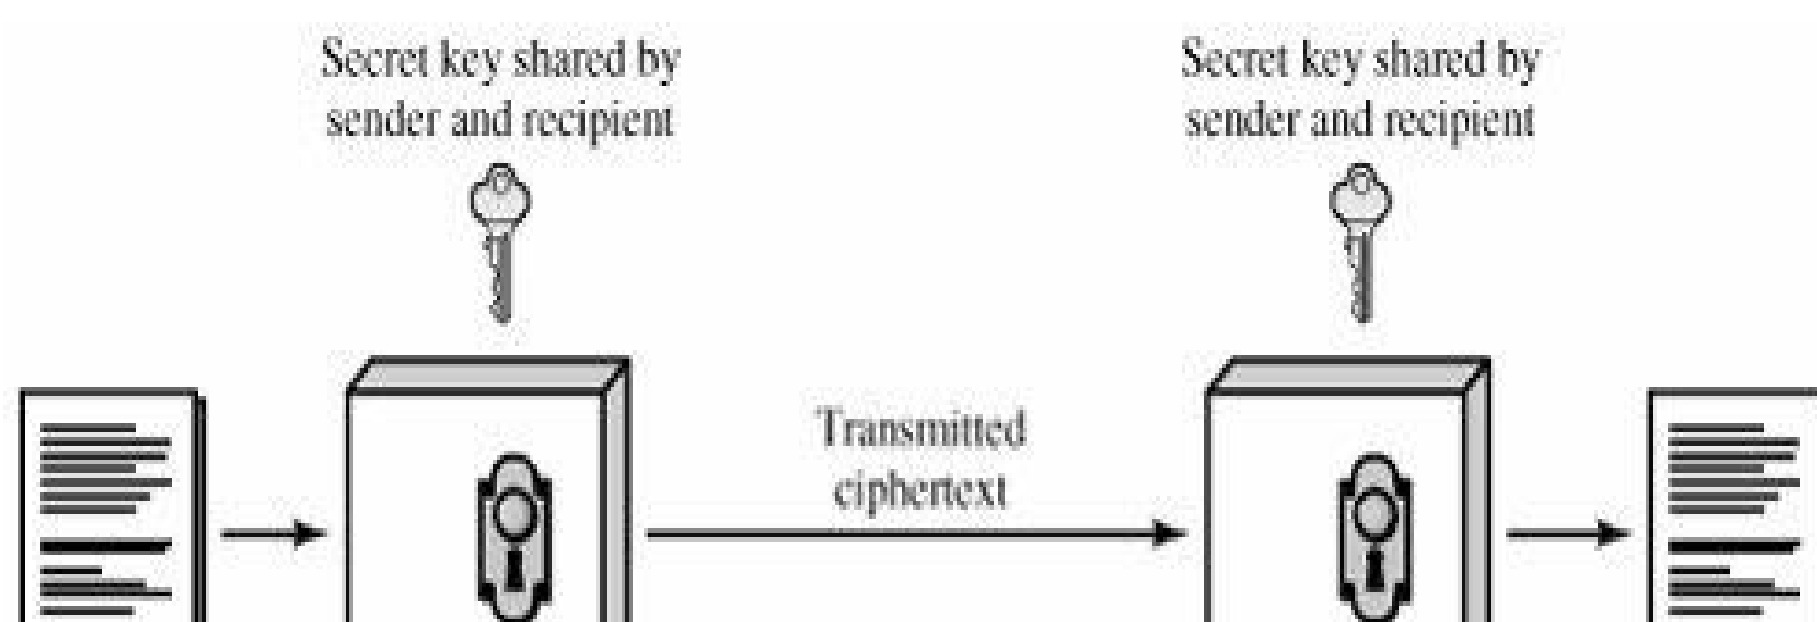 Secret key shared by
sender and recipient
Secret key shared by
sender and recipient
Transmitted
ciphertext